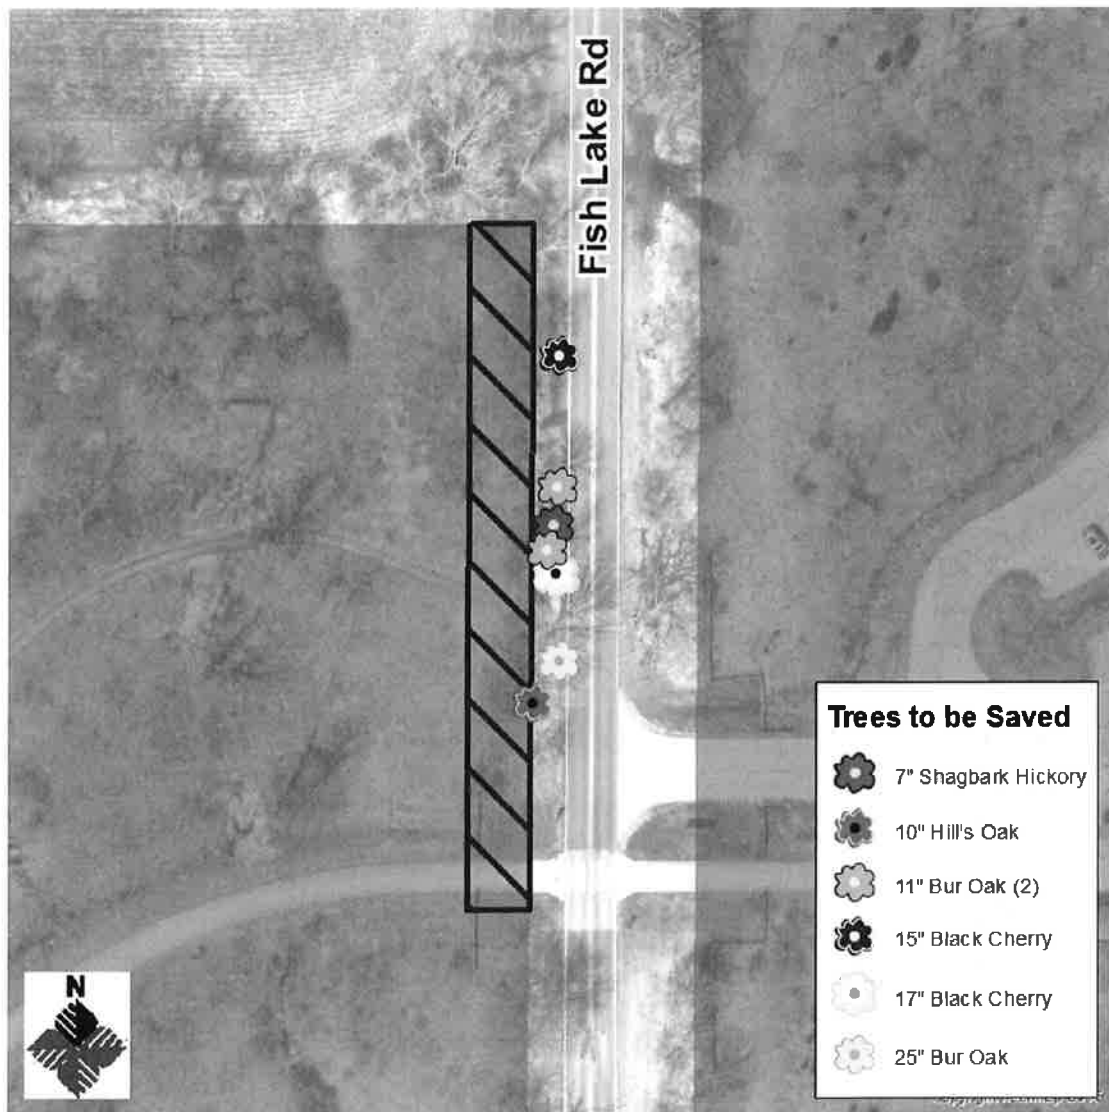 Fish Lake Rd
Trees to be Saved
7" Shagbark Hickory
10" Hill's Oak
11" Bur Oak (2)
15" Black Cherry
17" Black Cherry
25" Bur Oak
N